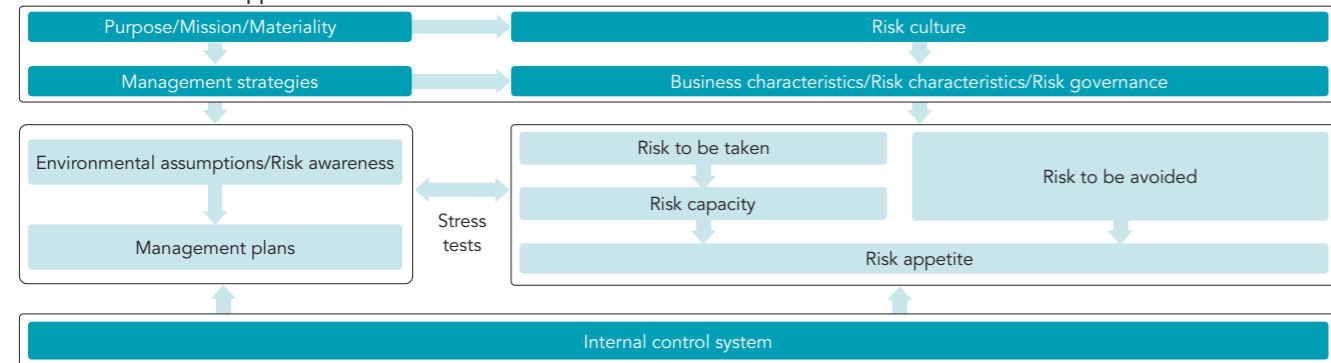 Purpose/Mission/Materiality
Risk culture
Management strategies
Business characteristics/Risk characteristics/Risk governance
Environmental assumptions/Risk awareness
Management plans
Stress
tests
Risk to be taken
Risk to be avoided
Risk capacity
Risk appetite
Internal control system